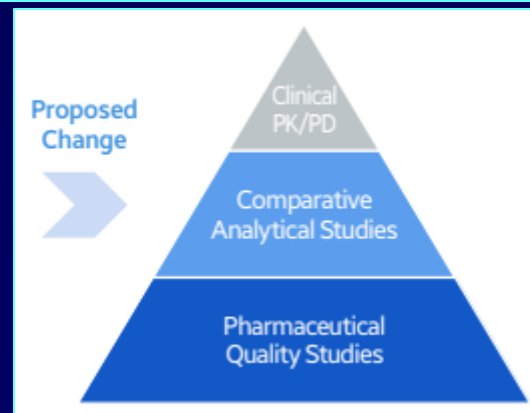 Proposed
Change
Clinical
PK/PD
Comparative
Analytical Studies
Pharmaceutical
Quality Studies